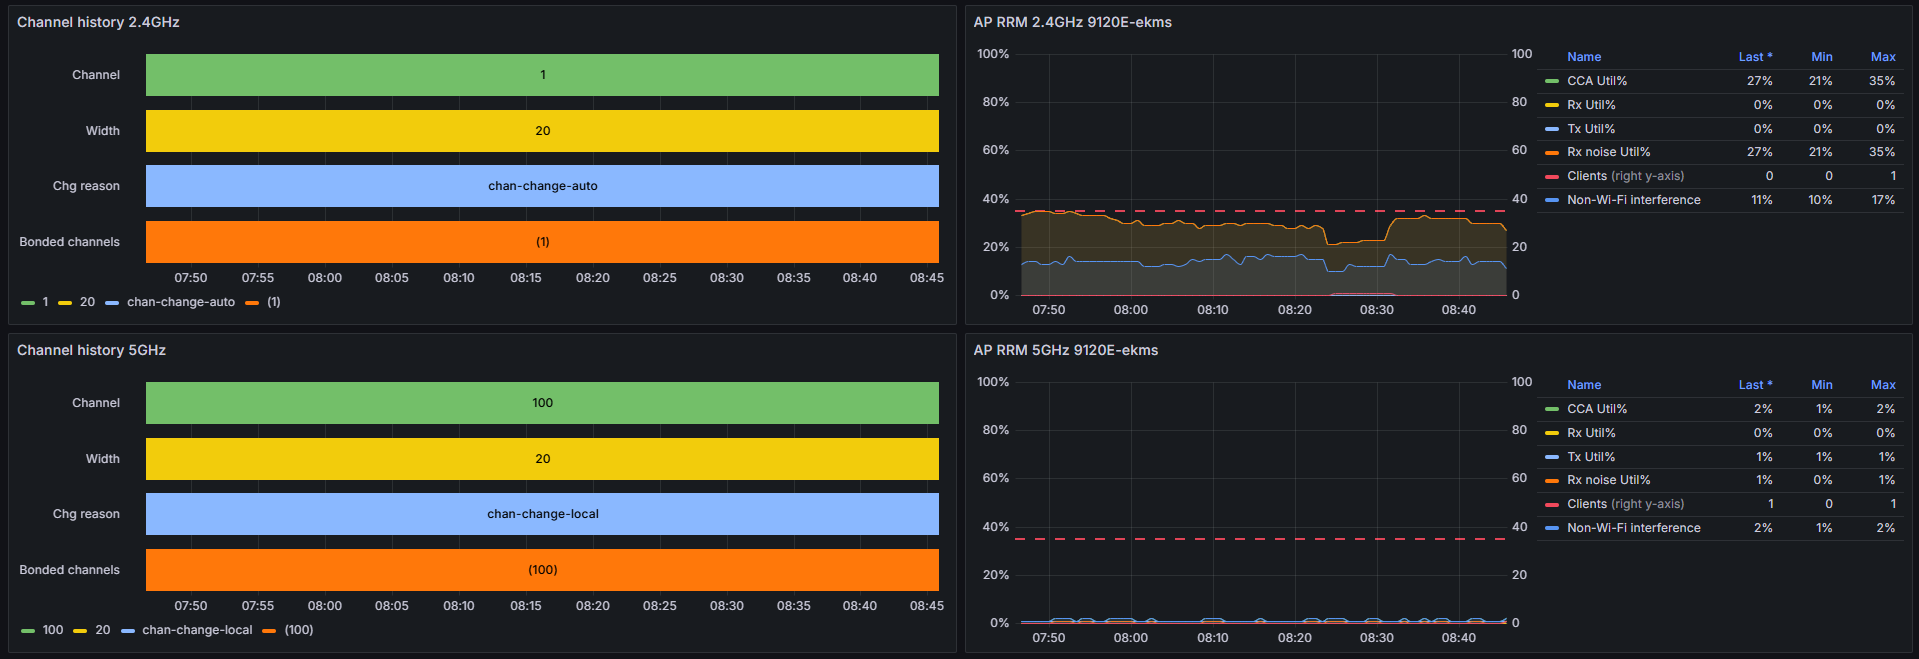 Channel history 2.4GHz
Channel
1
Width
20
Chg reason
chan-change-auto
Bonded channels
(1)
07:50 07:55 08:00 08:05 08:10 08:15 08:20 08:25 08:30 08:35 08:40 08:45
1 20 chan-change-auto (1)
AP RRM 2.4GHz 9120E-ekms
100% 100
80% 80
60% 60
40% 40
20% 20
0% 0
07:50 08:00 08:10 08:20 08:30 08:40
Name Last * Min Max
CCA Util% 27% 21% 35%
Rx Util% 0% 0% 0%
Tx Util% 0% 0% 0%
Rx noise Util% 27% 21% 35%
Clients (right y-axis) 0 0 1
Non-Wi-Fi interference 11% 10% 17%
Channel history 5GHz
Channel
100
Width
20
Chg reason
chan-change-local
Bonded channels
(100)
07:50 07:55 08:00 08:05 08:10 08:15 08:20 08:25 08:30 08:35 08:40 08:45
100 20 chan-change-local (100)
AP RRM 5GHz 9120E-ekms
100% 100
80% 80
60% 60
40% 40
20% 20
0% 0
07:50 08:00 08:10 08:20 08:30 08:40
Name Last * Min Max
CCA Util% 2% 1% 2%
Rx Util% 0% 0% 0%
Tx Util% 1% 1% 1%
Rx noise Util% 1% 0% 1%
Clients (right y-axis) 1 0 1
Non-Wi-Fi interference 2% 1% 2%